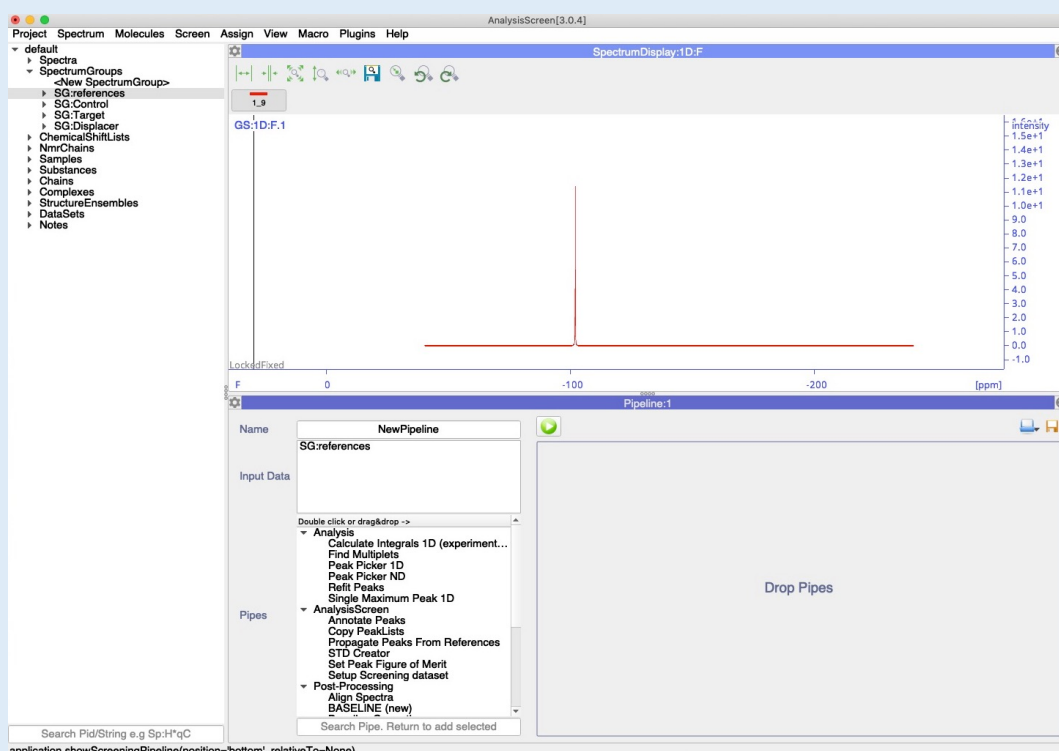 AnalysisScreen[3.0.4]
Project Spectrum Molecules Screen Assign View Macro Plugins Help
default
Spectra
SpectrumGroups
<New SpectrumGroup>
SG:references
SG:Control
SG:Target
SG:Displacer
ChemicalShiftLists
NmrChains
Samples
Substances
Chains
Complexes
StructureEnsembles
DataSets
Notes
Search Pid/String e.g Sp:H*qC
SpectrumDisplay:1D:F
1_9
GS:1D:F.1
intensity
1.5e+1
1.4e+1
1.3e+1
1.2e+1
1.1e+1
1.0e+1
9.0
8.0
7.0
6.0
5.0
4.0
3.0
2.0
1.0
0.0
-1.0
LockedFixed
F 0 -100 -200 [ppm]
Pipeline:1
Name NewPipeline
Input Data SG:references
Double click or drag&drop ->
Analysis
Calculate Integrals 1D (experiment...
Find Multiplets
Peak Picker 1D
Peak Picker ND
Refit Peaks
Single Maximum Peak 1D
Pipes
AnalysisScreen
Annotate Peaks
Copy PeakLists
Propagate Peaks From References
STD Creator
Set Peak Figure of Merit
Setup Screening dataset
Post-Processing
Align Spectra
BASELINE (new)
Search Pipe. Return to add selected
Drop Pipes
application.showScreeningPipeline(position='bottom', relativeTo=None)